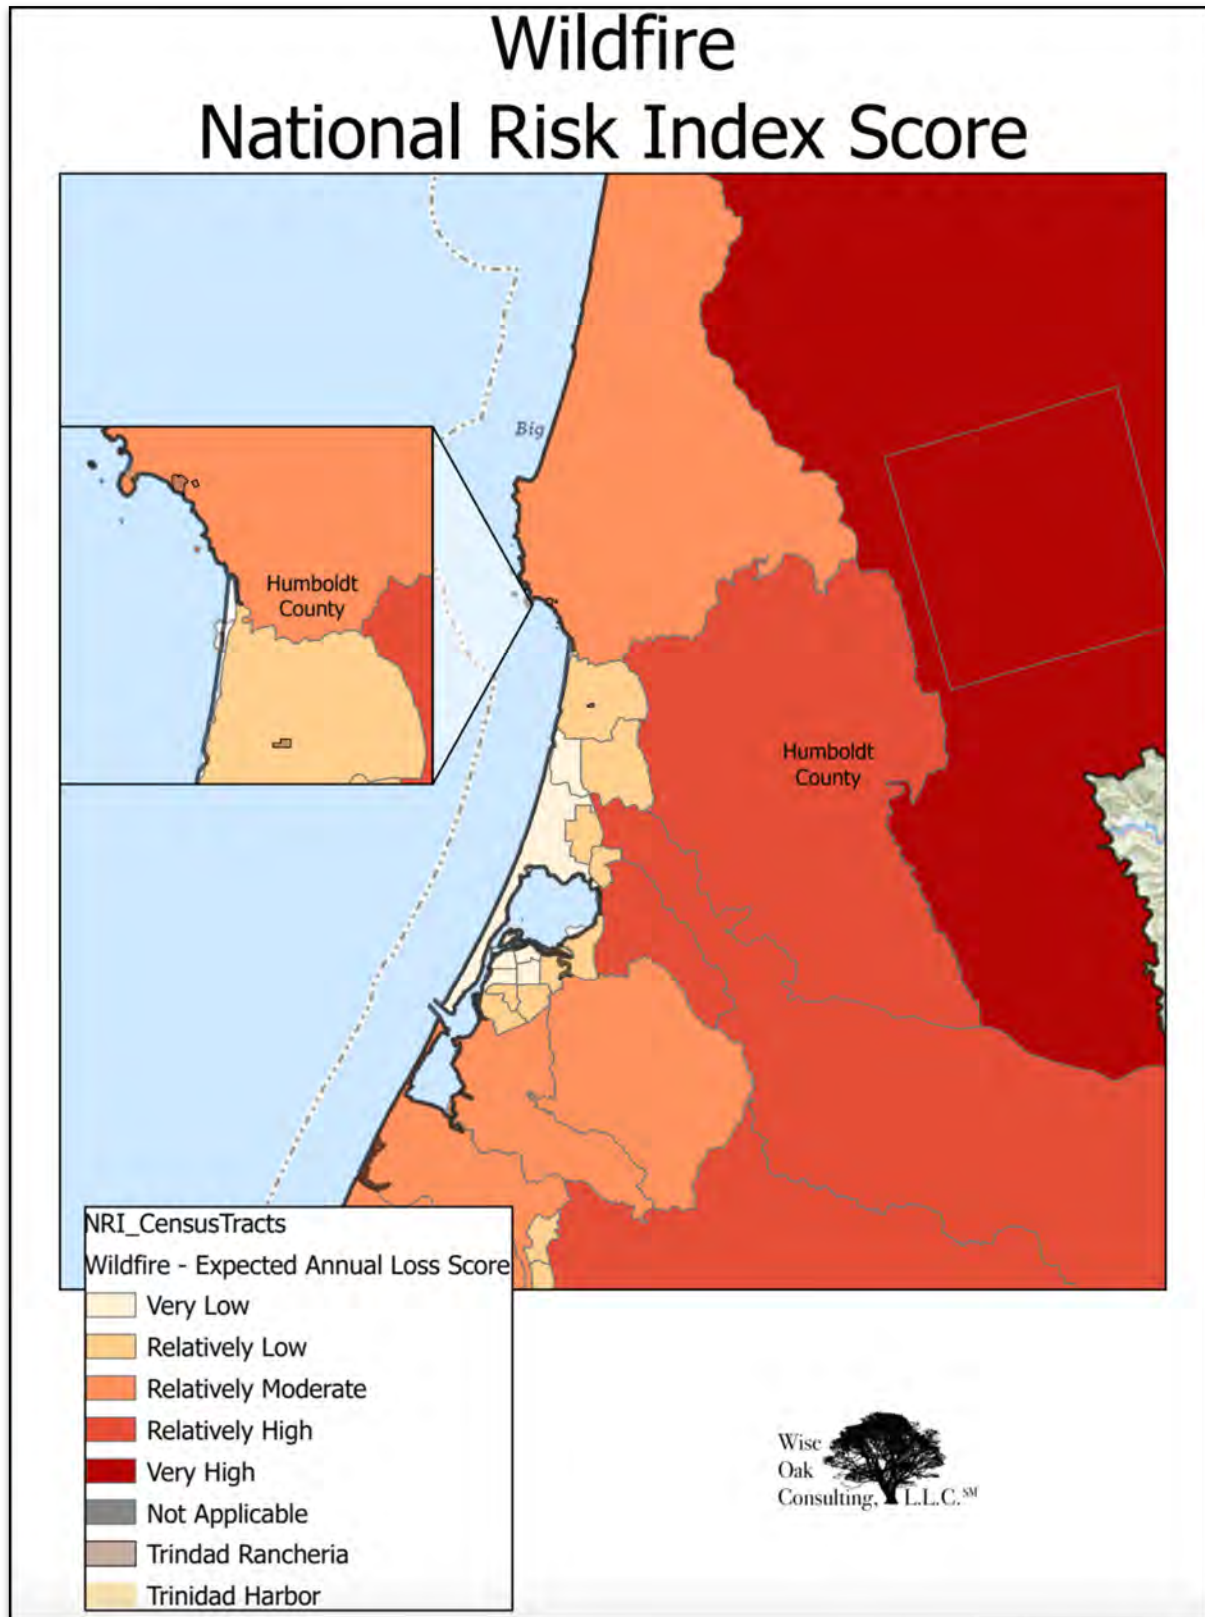 Wildfire
National Risk Index Score
Big
Humboldt
County
Humboldt
County
NRI_CensusTracts
Wildfire - Expected Annual Loss Score
Very Low
Relatively Low
Relatively Moderate
Relatively High
Very High
Not Applicable
Trindad Rancheria
Trinidad Harbor
Wise
Oak
Consulting, L.L.C.SM